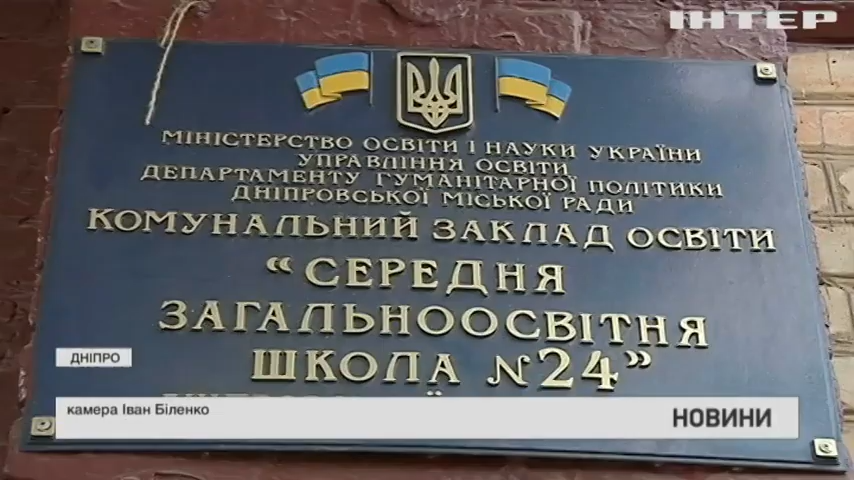 ІНТЕР
МІНІСТЕРСТВО ОСВІТИ І НАУКИ УКРАЇНИ
УПРАВЛІННЯ ОСВІТИ
ДЕПАРТАМЕНТУ ГУМАНІТАРНОЇ ПОЛІТИКИ
ДНІПРОВСЬКОЇ МІСЬКОЇ РАДИ
КОМУНАЛЬНИЙ ЗАКЛАД ОСВІТИ
“СЕРЕДНЯ
ЗАГАЛЬНООСВІТНЯ
ШКОЛА №24”
ДНІПРО
камера Іван Біленко
НОВИНИ